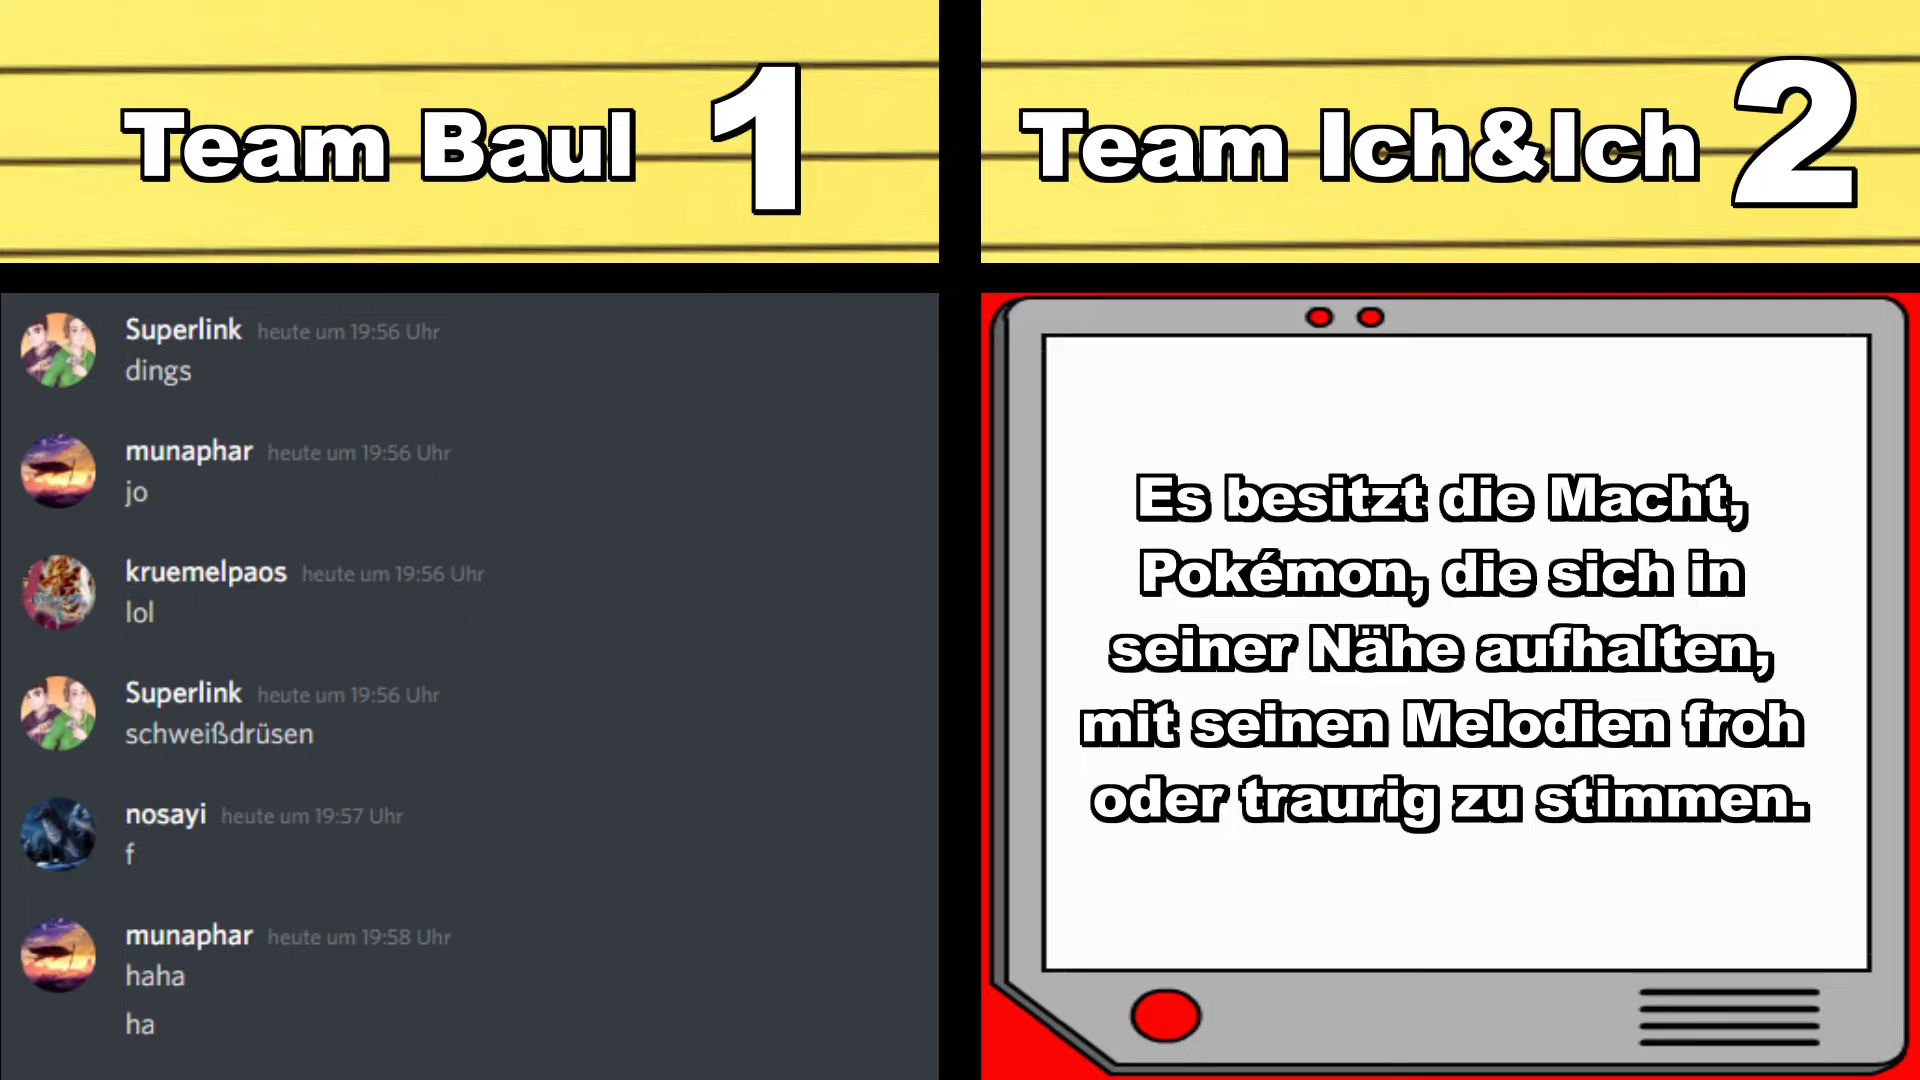 Team Baul 1
Team Ich&Ich 2
Superlink heute um 19:56 Uhr
dings
munaphar heute um 19:56 Uhr
jo
kruemelpaos heute um 19:56 Uhr
lol
Superlink heute um 19:56 Uhr
schweißdrüsen
nosayi heute um 19:57 Uhr
f
munaphar heute um 19:58 Uhr
haha
ha
Es besitzt die Macht,
Pokémon, die sich in
seiner Nähe aufhalten,
mit seinen Melodien froh
oder traurig zu stimmen.